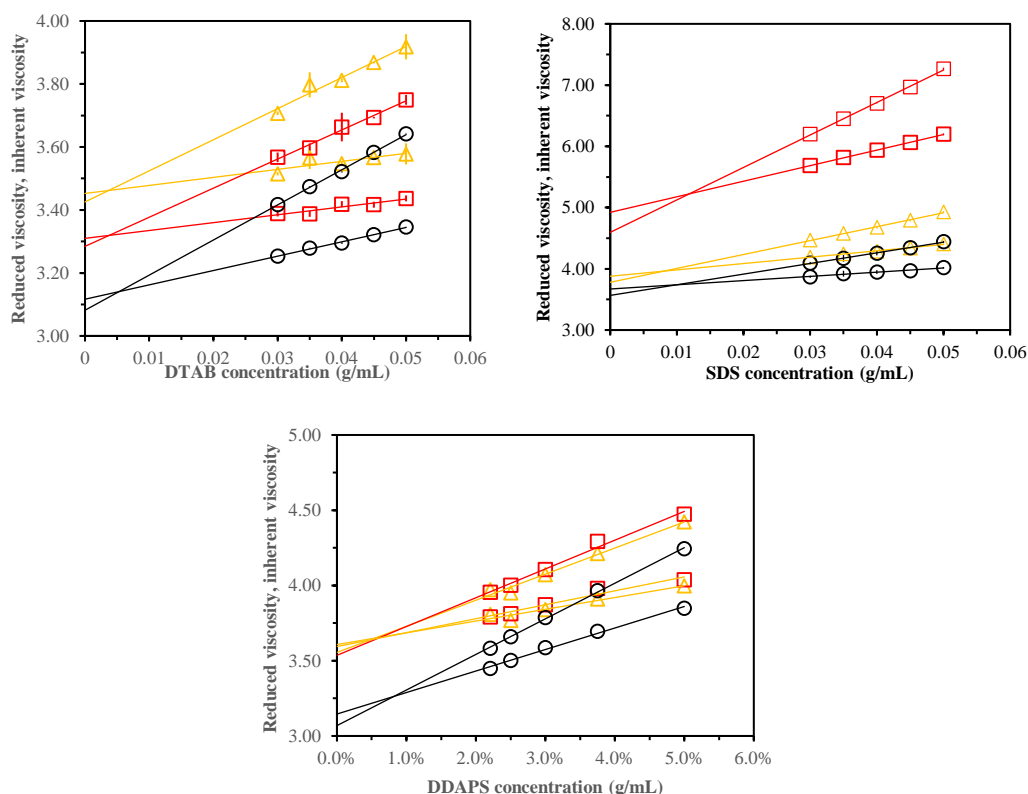 4.00
3.80
3.60
3.40
3.20
3.00
Reduced viscosity, inherent viscosity
0 0.01 0.02 0.03 0.04 0.05 0.06
DTAB concentration (g/mL)
8.00
7.00
6.00
5.00
4.00
3.00
Reduced viscosity, inherent viscosity
0 0.01 0.02 0.03 0.04 0.05 0.06
SDS concentration (g/mL)
5.00
4.50
4.00
3.50
3.00
Reduced viscosity, inherent viscosity
0.0% 1.0% 2.0% 3.0% 4.0% 5.0% 6.0%
DDAPS concentration (g/mL)